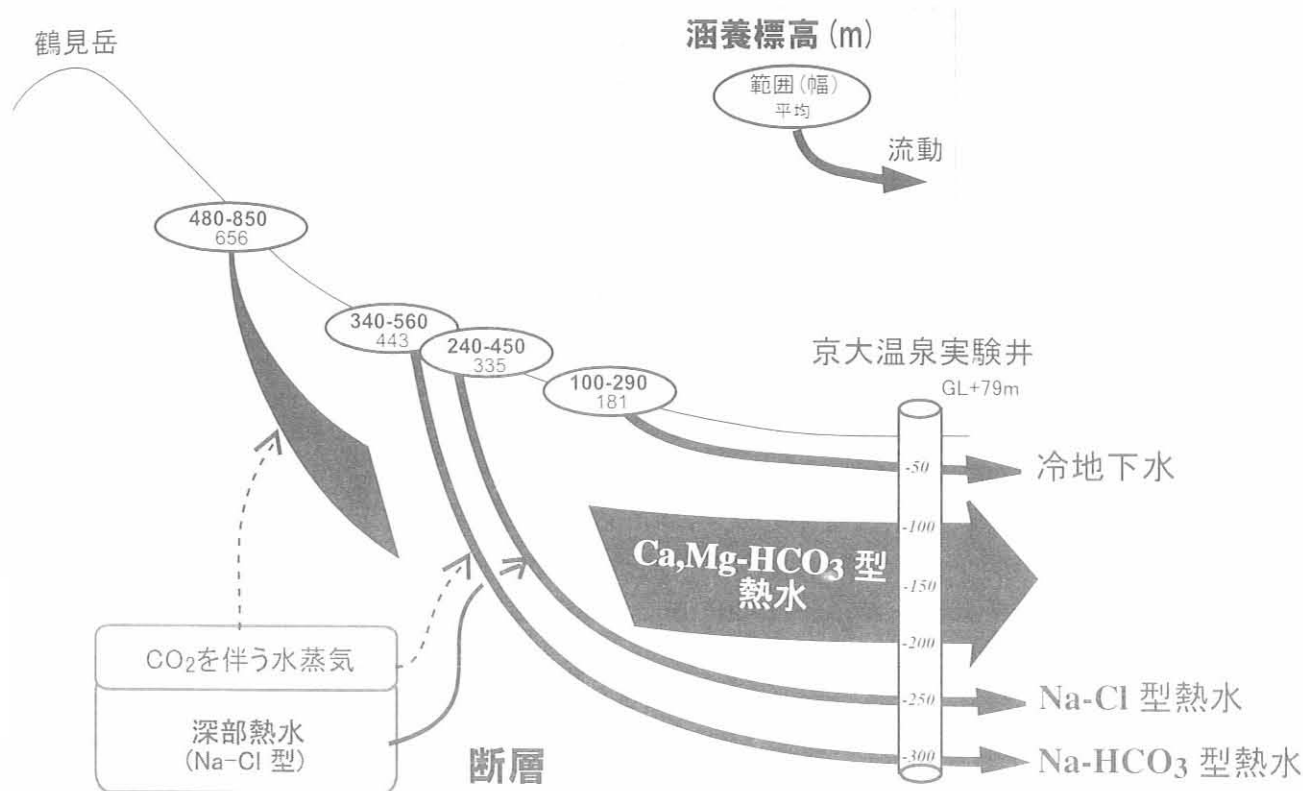 鶴見岳
涵養標高(m)
範囲(幅)
平均
流動
480-850
656
340-560
443
240-450
335
100-290
181
京大温泉実験井
GL+79m
-50
冷地下水
-100
Ca,Mg-HCO₃ 型
熱水
-150
-200
CO₂を伴う水蒸気
深部熱水
(Na-Cl 型)
断層
-250
Na-Cl 型熱水
-300
Na-HCO₃ 型熱水